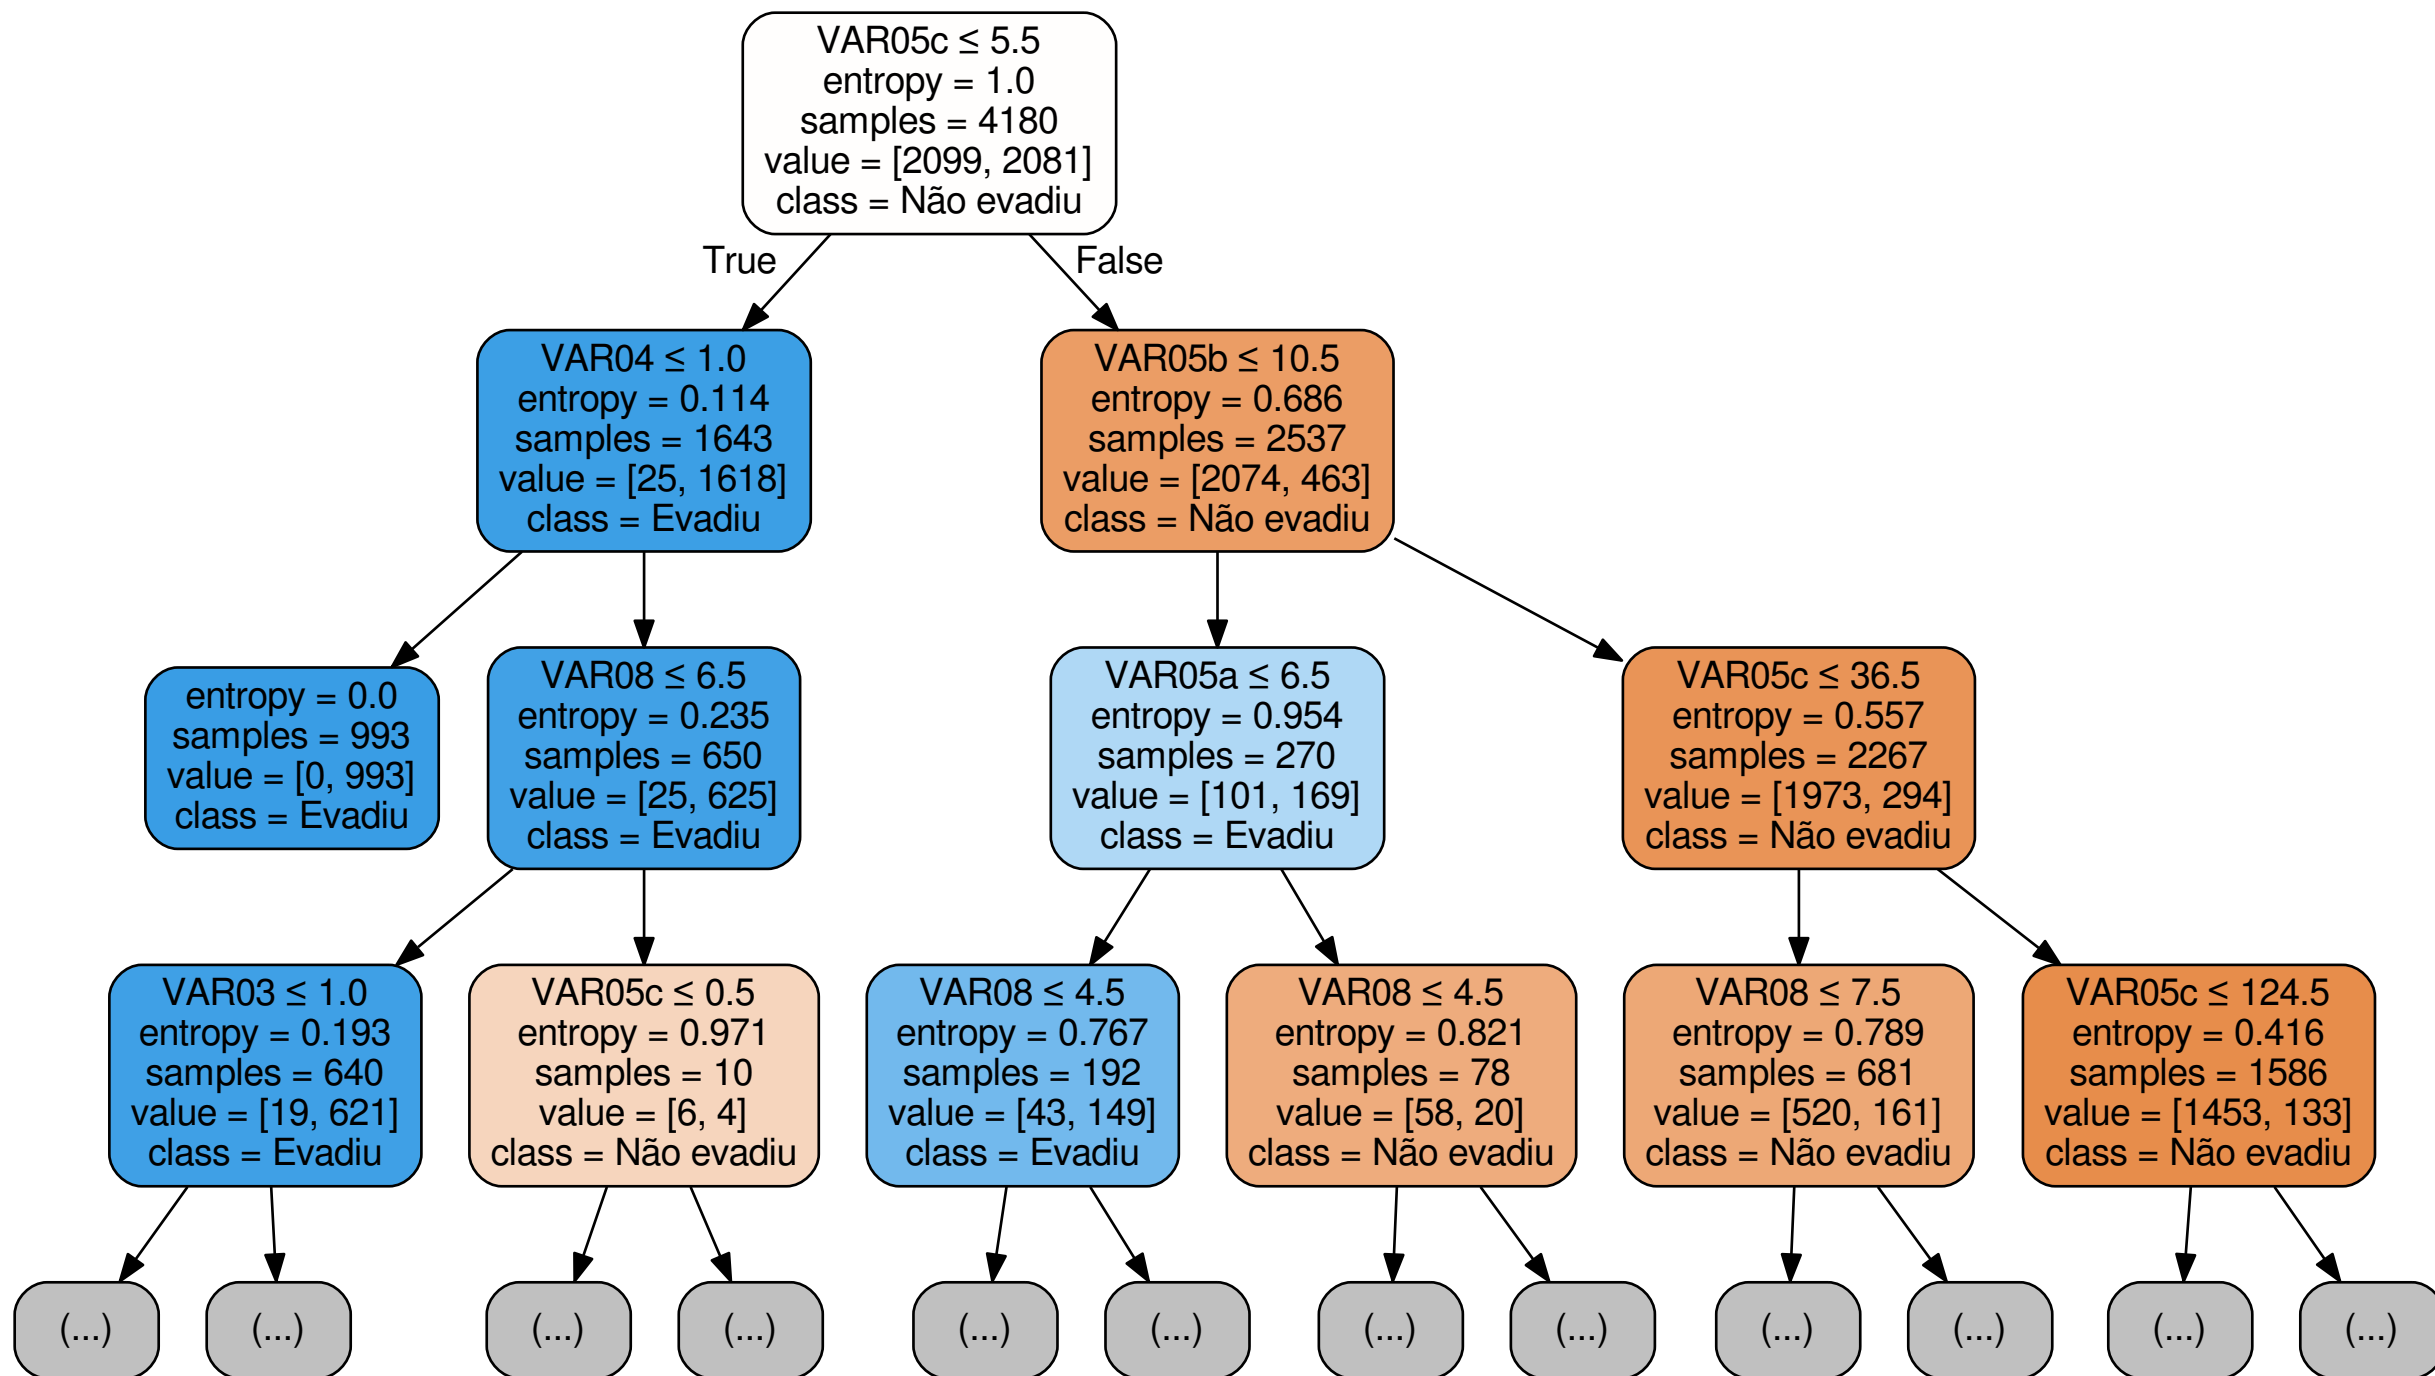 VAR05c ≤ 5.5
entropy = 1.0
samples = 4180
value = [2099, 2081]
class = Não evadiu
True
False
VAR04 ≤ 1.0
entropy = 0.114
samples = 1643
value = [25, 1618]
class = Evadiu
VAR05b ≤ 10.5
entropy = 0.686
samples = 2537
value = [2074, 463]
class = Não evadiu
entropy = 0.0
samples = 993
value = [0, 993]
class = Evadiu
VAR08 ≤ 6.5
entropy = 0.235
samples = 650
value = [25, 625]
class = Evadiu
VAR05a ≤ 6.5
entropy = 0.954
samples = 270
value = [101, 169]
class = Evadiu
VAR05c ≤ 36.5
entropy = 0.557
samples = 2267
value = [1973, 294]
class = Não evadiu
VAR03 ≤ 1.0
entropy = 0.193
samples = 640
value = [19, 621]
class = Evadiu
VAR05c ≤ 0.5
entropy = 0.971
samples = 10
value = [6, 4]
class = Não evadiu
VAR08 ≤ 4.5
entropy = 0.767
samples = 192
value = [43, 149]
class = Evadiu
VAR08 ≤ 4.5
entropy = 0.821
samples = 78
value = [58, 20]
class = Não evadiu
VAR08 ≤ 7.5
entropy = 0.789
samples = 681
value = [520, 161]
class = Não evadiu
VAR05c ≤ 124.5
entropy = 0.416
samples = 1586
value = [1453, 133]
class = Não evadiu
(...)
(...)
(...)
(...)
(...)
(...)
(...)
(...)
(...)
(...)
(...)
(...)